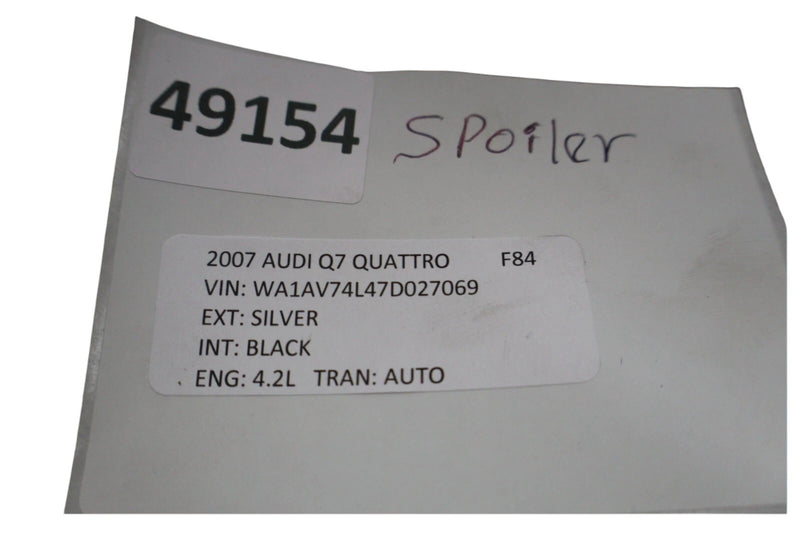 49154
SPoiler
2007 AUDI Q7 QUATTRO F84
VIN: WA1AV74L47D027069
EXT: SILVER
INT: BLACK
ENG: 4.2L TRAN: AUTO